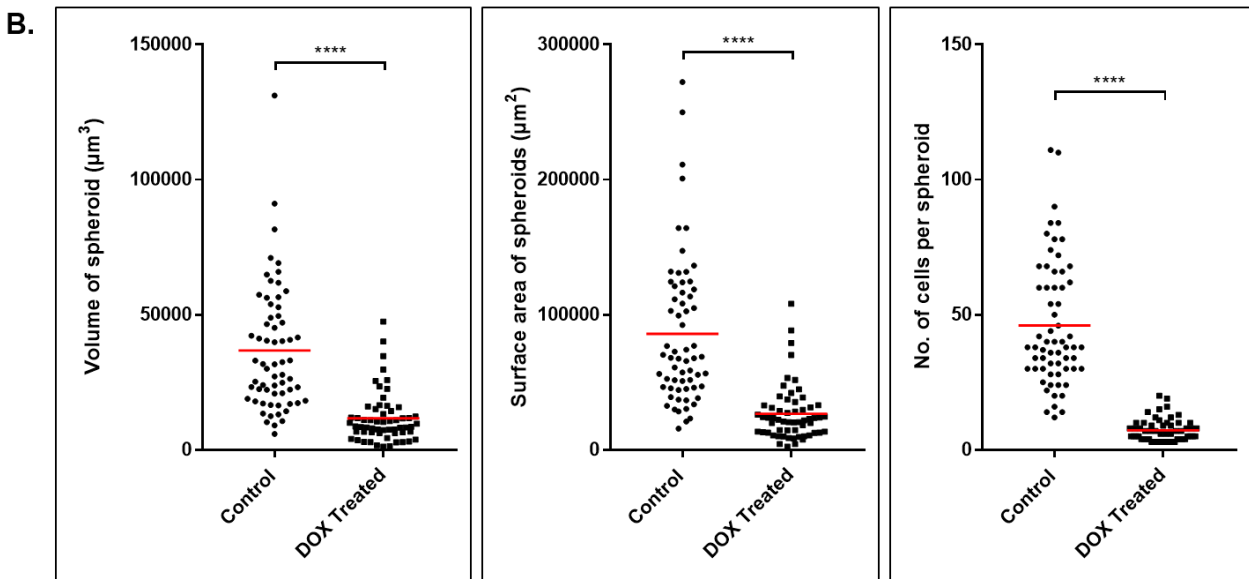 B.
Volume of spheroid (µm³)
150000
100000
50000
0
****
Control
DOX Treated
Surface area of spheroids (µm²)
300000
200000
100000
0
****
Control
DOX Treated
No. of cells per spheroid
150
100
50
0
****
Control
DOX Treated